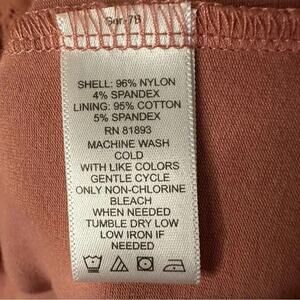 SHELL: 96% NYLON
4% SPANDEX
LINING: 95% COTTON
5% SPANDEX
RN 81893
MACHINE WASH
COLD
WITH LIKE COLORS
GENTLE CYCLE
ONLY NON-CHLORINE
BLEACH
WHEN NEEDED
TUMBLE DRY LOW
LOW IRON IF
NEEDED